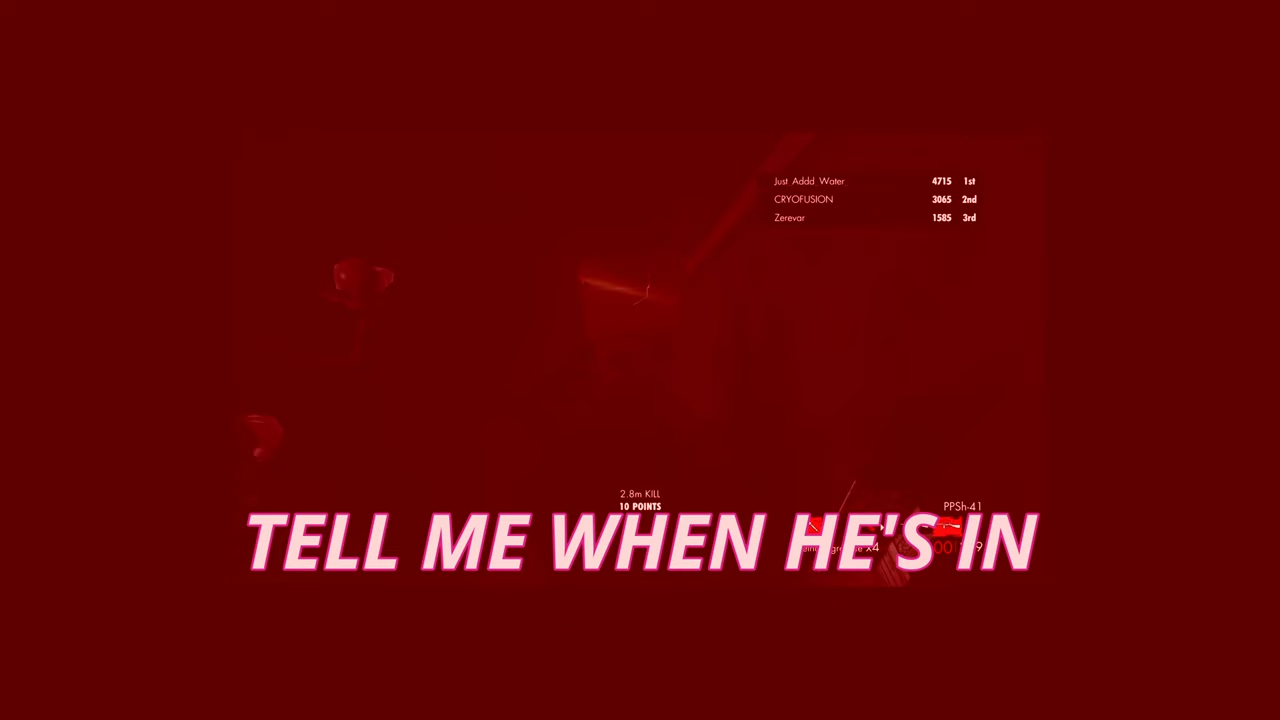 Just Addd Water 4715 1st
CRYOFUSION 3065 2nd
Zerevar 1585 3rd
2.8m KILL
10 POINTS
PPSh-41
TELL ME WHEN HE'S IN
X4